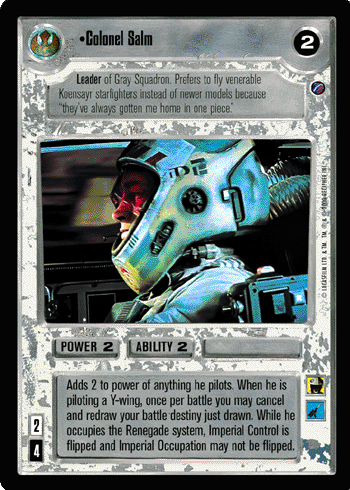 •Colonel Salm
2
Leader of Gray Squadron. Prefers to fly venerable
Koensayr starfighters instead of newer models because
"they've always gotten me home in one piece."
POWER 2 ABILITY 2
Adds 2 to power of anything he pilots. When he is
piloting a Y-wing, once per battle you may cancel
and redraw your battle destiny just drawn. While he
occupies the Renegade system, Imperial Control is
flipped and Imperial Occupation may not be flipped.
2
4